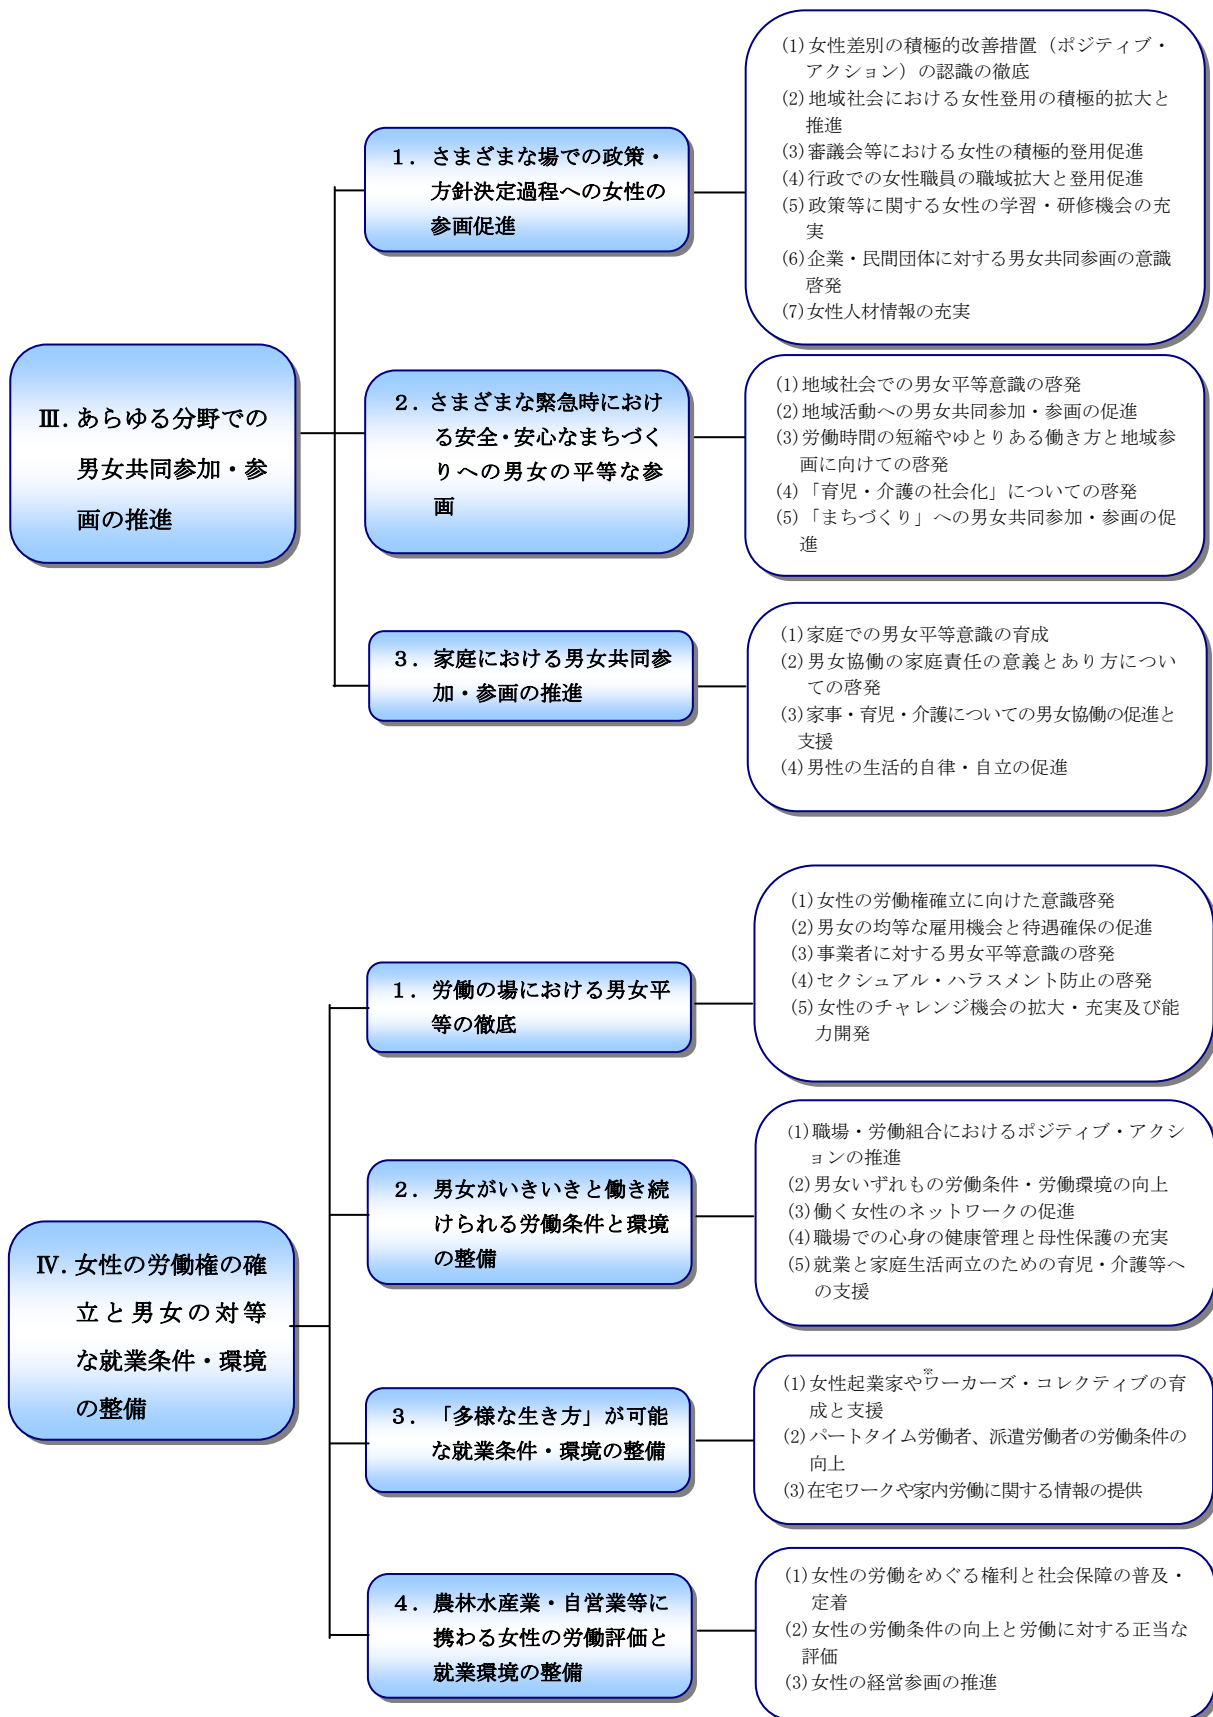 Ⅲ. あらゆる分野での
男女共同参加・参
画の推進
1. さまざまな場での政策・
方針決定過程への女性の
参画促進
(1)女性差別の積極的改善措置（ポジティブ・
アクション）の認識の徹底
(2)地域社会における女性登用の積極的拡大と
推進
(3)審議会等における女性の積極的登用促進
(4)行政での女性職員の職域拡大と登用促進
(5)政策等に関する女性の学習・研修機会の充
実
(6)企業・民間団体に対する男女共同参画の意識
啓発
(7)女性人材情報の充実
2. さまざまな緊急時におけ
る安全・安心なまちづく
りへの男女の平等な参
画
(1)地域社会での男女平等意識の啓発
(2)地域活動への男女共同参加・参画の促進
(3)労働時間の短縮やゆとりある働き方と地域参
画に向けての啓発
(4)「育児・介護の社会化」についての啓発
(5)「まちづくり」への男女共同参加・参画の促
進
3. 家庭における男女共同参
加・参画の推進
(1)家庭での男女平等意識の育成
(2)男女協働の家庭責任の意義とあり方につい
ての啓発
(3)家事・育児・介護についての男女協働の促進と
支援
(4)男性の生活的自律・自立の促進
Ⅳ. 女性の労働権の確
立と男女の対等
な就業条件・環境
の整備
1. 労働の場における男女平
等の徹底
(1)女性の労働権確立に向けた意識啓発
(2)男女の均等な雇用機会と待遇確保の促進
(3)事業者に対する男女平等意識の啓発
(4)セクシュアル・ハラスメント防止の啓発
(5)女性のチャレンジ機会の拡大・充実及び能
力開発
2. 男女がいきいきと働き続
けられる労働条件と環境
の整備
(1)職場・労働組合におけるポジティブ・アクシ
ョンの推進
(2)男女いずれもの労働条件・労働環境の向上
(3)働く女性のネットワークの促進
(4)職場での心身の健康管理と母性保護の充実
(5)就業と家庭生活両立のための育児・介護等へ
の支援
3. 「多様な生き方」が可能
な就業条件・環境の整備
(1)女性起業家や※ワーカーズ・コレクティブの育
成と支援
(2)パートタイム労働者、派遣労働者の労働条件の
向上
(3)在宅ワークや家内労働に関する情報の提供
4. 農林水産業・自営業等に
携わる女性の労働評価と
就業環境の整備
(1)女性の労働をめぐる権利と社会保障の普及・
定着
(2)女性の労働条件の向上と労働に対する正当な
評価
(3)女性の経営参画の推進